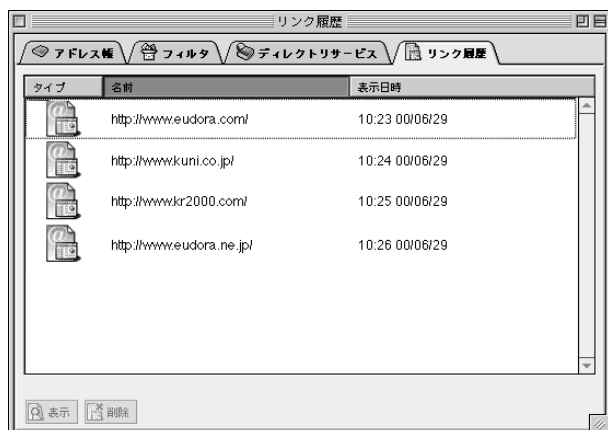 リンク履歴
アドレス帳 フィルタ ディレクトリサービス リンク履歴
タイプ 名前 表示日時
http://www.eudora.com/ 10:23 00/06/29
http://www.kuni.co.jp/ 10:24 00/06/29
http://www.kr2000.com/ 10:25 00/06/29
http://www.eudora.ne.jp/ 10:26 00/06/29
表示 削除